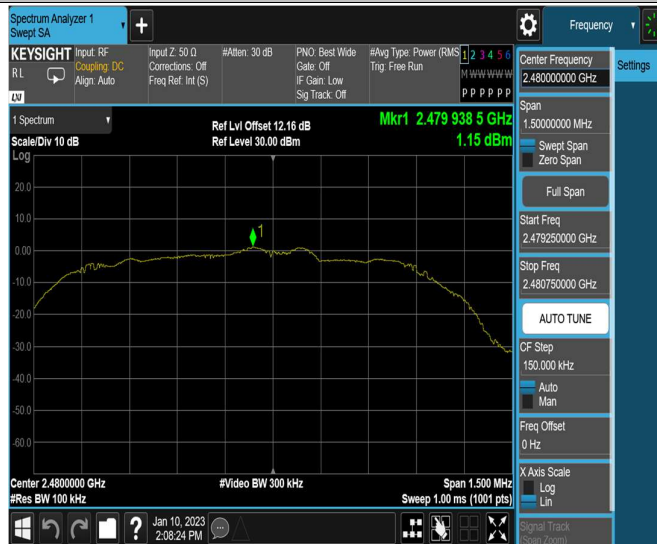 Spectrum Analyzer 1
Swept SA
Frequency
KEYSIGHT
RL
LXI
Input: RF
Coupling: DC
Align: Auto
Input Z: 50 Ω
Corrections: Off
Freq Ref: Int (S)
#Atten: 30 dB
PNO: Best Wide
Gate: Off
IF Gain: Low
Sig Track: Off
#Avg Type: Power (RMS
Trig: Free Run
1 2 3 4 5 6
M W W W W W
P P P P P P
1 Spectrum
Scale/Div 10 dB
Log
Ref Lvl Offset 12.16 dB
Ref Level 30.00 dBm
Mkr1 2.479 938 5 GHz
1.15 dBm
20.0
10.0
0.00
-10.0
-20.0
-30.0
-40.0
-50.0
-60.0
1
Center 2.4800000 GHz
#Res BW 100 kHz
#Video BW 300 kHz
Span 1.500 MHz
Sweep 1.00 ms (1001 pts)
?
Jan 10, 2023
2:08:24 PM
Center Frequency
2.480000000 GHz
Settings
Span
1.50000000 MHz
Swept Span
Zero Span
Full Span
Start Freq
2.479250000 GHz
Stop Freq
2.480750000 GHz
AUTO TUNE
CF Step
150.000 kHz
Auto
Man
Freq Offset
0 Hz
X Axis Scale
Log
Lin
Signal Track
(Span Zoom)